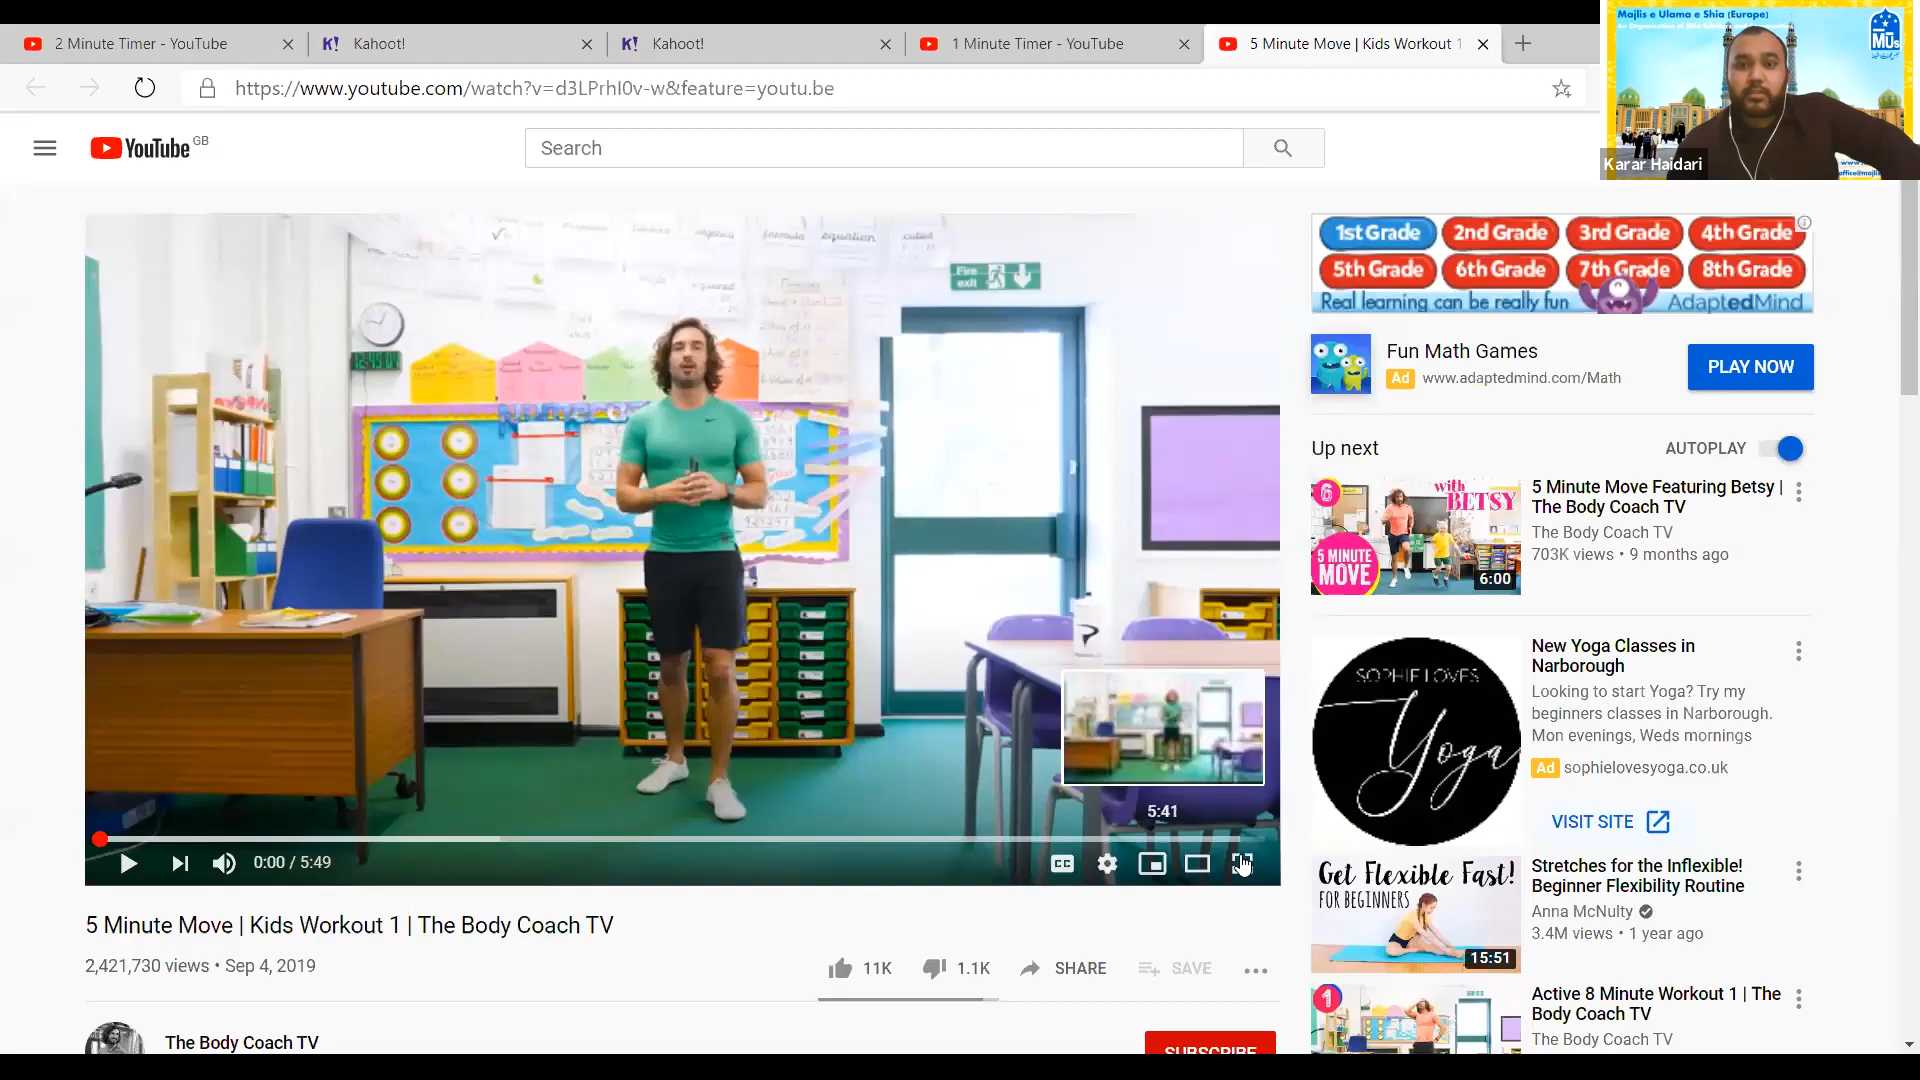 2 Minute Timer - YouTube
Kahoot!
Kahoot!
1 Minute Timer - YouTube
5 Minute Move | Kids Workout 1
https://www.youtube.com/watch?v=d3LPrhI0v-w&feature=youtu.be
Majlis e Ulama e Shia (Europe)
MUS
Karar Haidari
YouTube GB
Search
equation
Fire exit
1st Grade 2nd Grade 3rd Grade 4th Grade
5th Grade 6th Grade 7th Grade 8th Grade
Real learning can be really fun AdaptedMind
Fun Math Games
Ad www.adaptedmind.com/Math
PLAY NOW
Up next
AUTOPLAY
6
with BETSY
5 MINUTE MOVE
6:00
5 Minute Move Featuring Betsy |
The Body Coach TV
The Body Coach TV
703K views • 9 months ago
SOPHIE LOVES
Yoga
New Yoga Classes in
Narborough
Looking to start Yoga? Try my
beginners classes in Narborough.
Mon evenings, Weds mornings
Ad sophielovesyoga.co.uk
VISIT SITE
Get Flexible Fast!
FOR BEGINNERS
15:51
Stretches for the Inflexible!
Beginner Flexibility Routine
Anna McNulty
3.4M views • 1 year ago
1
Active 8 Minute Workout 1 | The
Body Coach TV
The Body Coach TV
5:41
0:00 / 5:49
CC
5 Minute Move | Kids Workout 1 | The Body Coach TV
2,421,730 views • Sep 4, 2019
11K 1.1K SHARE SAVE
The Body Coach TV
SUBSCRIBE